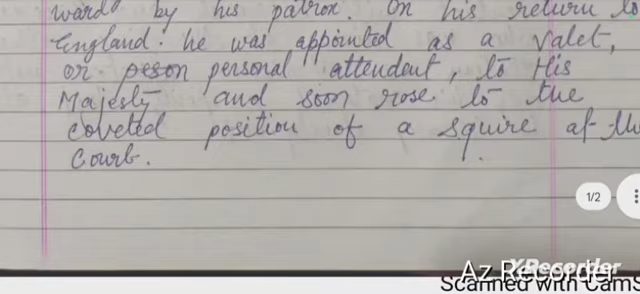 ward by his patron. On his return to
England. he was appointed as a Valet,
or peson personal attendent, to His
Majesty and soon rose to the
coveted position of a squire at the
Court.
1/2
Az Recorder
XRecorder
Scanned with CamS